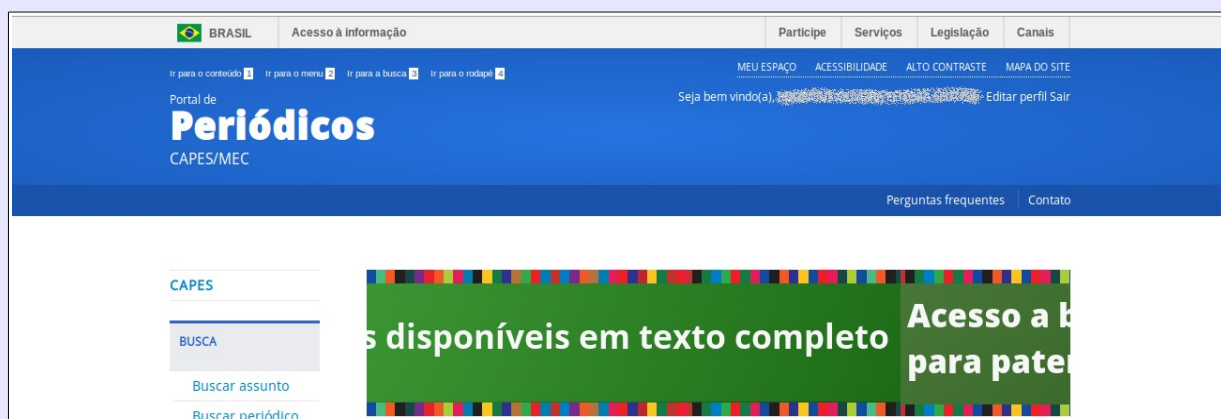 BRASIL Acesso à informação Participe Serviços Legislação Canais
Ir para o conteúdo 1 Ir para o menu 2 Ir para a busca 3 Ir para o rodapé 4
MEU ESPAÇO ACESSIBILIDADE ALTO CONTRASTE MAPA DO SITE
Seja bem vindo(a), - Editar perfil Sair
Portal de
Periódicos
CAPES/MEC
Perguntas frequentes Contato
CAPES
BUSCA
Buscar assunto
Buscar periódico
s disponíveis em texto completo
Acesso a b
para pate